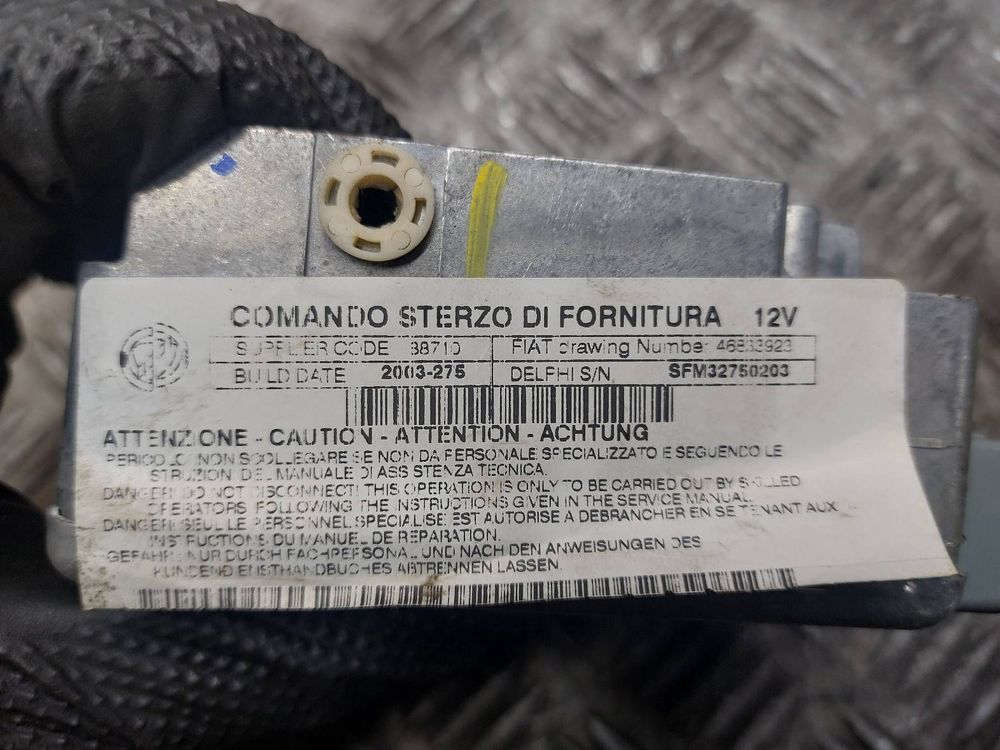 COMANDO STERZO DI FORNITURA 12V
SUPPLIER CODE 38710 FIAT drawing Number 46833923
BUILD DATE 2003-275 DELPHI S/N SFM32750203
ATTENZIONE - CAUTION - ATTENTION - ACHTUNG
PERICOLO! NON SCOLLEGARE SE NON DA PERSONALE SPECIALIZZATO E SEGUENDO LE
ISTRUZIONI DEL MANUALE DI ASSISTENZA TECNICA.
DANGER! DO NOT DISCONNECT! THIS OPERATION IS ONLY TO BE CARRIED OUT BY SKILLED
OPERATORS FOLLOWING THE INSTRUCTIONS GIVEN IN THE SERVICE MANUAL.
DANGER! SEUL LE PERSONNEL SPECIALISE EST AUTORISE A DEBRANCHER EN SE TENANT AUX
INSTRUCTIONS DU MANUEL DE REPARATION.
GEFAHR! NUR DURCH FACHPERSONAL UND NACH DEN ANWEISUNGEN DES
KUNDENDIENSTHANDBUCHES ABTRENNEN LASSEN.